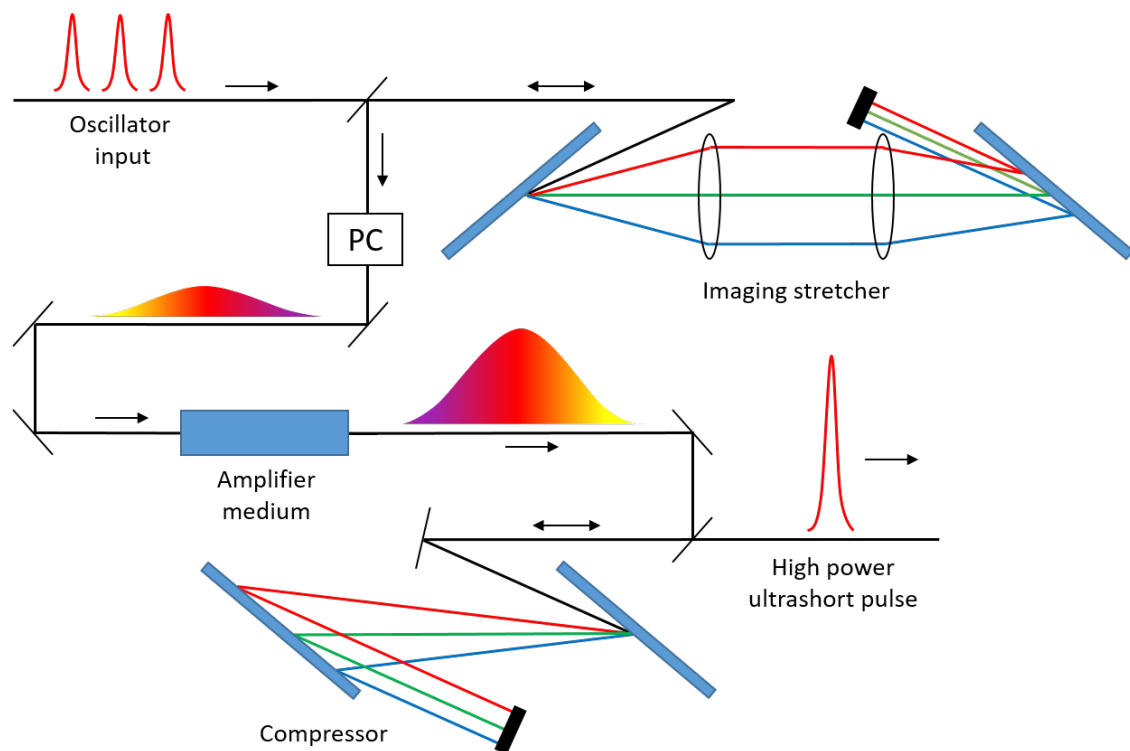 Oscillator
input
PC
Imaging stretcher
Amplifier
medium
High power
ultrashort pulse
Compressor